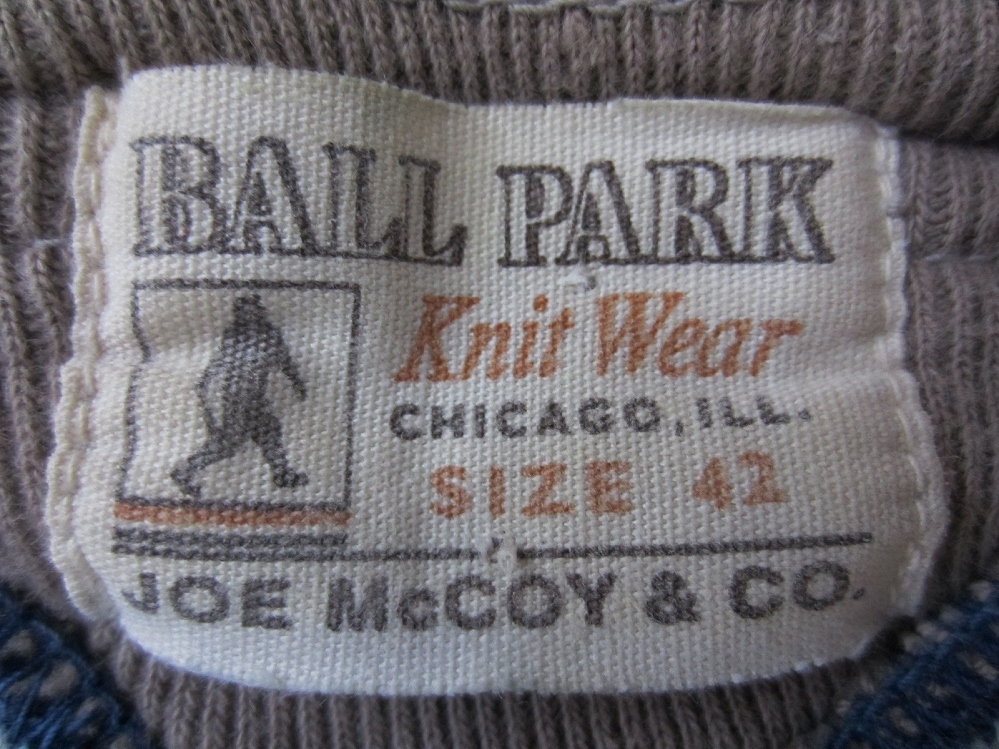 BALL PARK
Knit Wear
CHICAGO, ILL.
SIZE 42
JOE McCOY & CO.